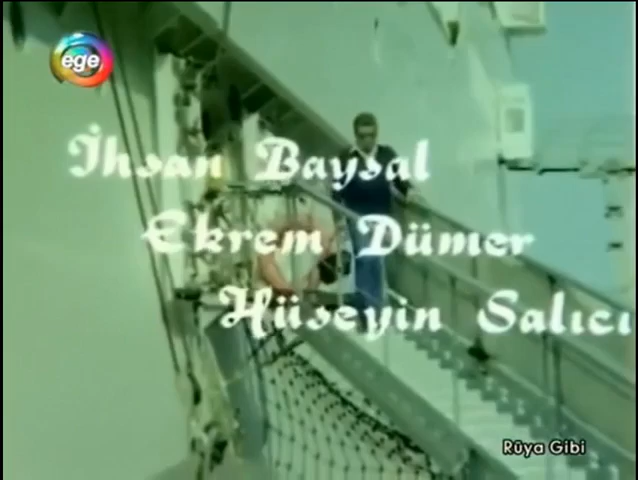 ege
İhsan Baysal
Ekrem Dümer
Hüseyin Salıcı
Rüya Gibi